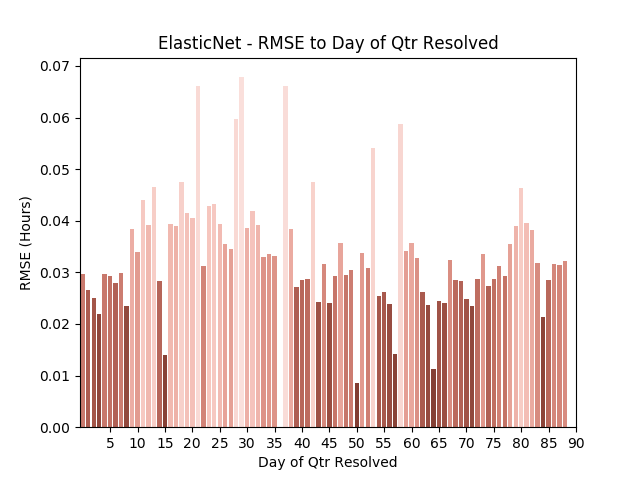 ElasticNet - RMSE to Day of Qtr Resolved
0.07
0.06
0.05
0.04
0.03
0.02
0.01
0.00
RMSE (Hours)
5 10 15 20 25 30 35 40 45 50 55 60 65 70 75 80 85 90
Day of Qtr Resolved